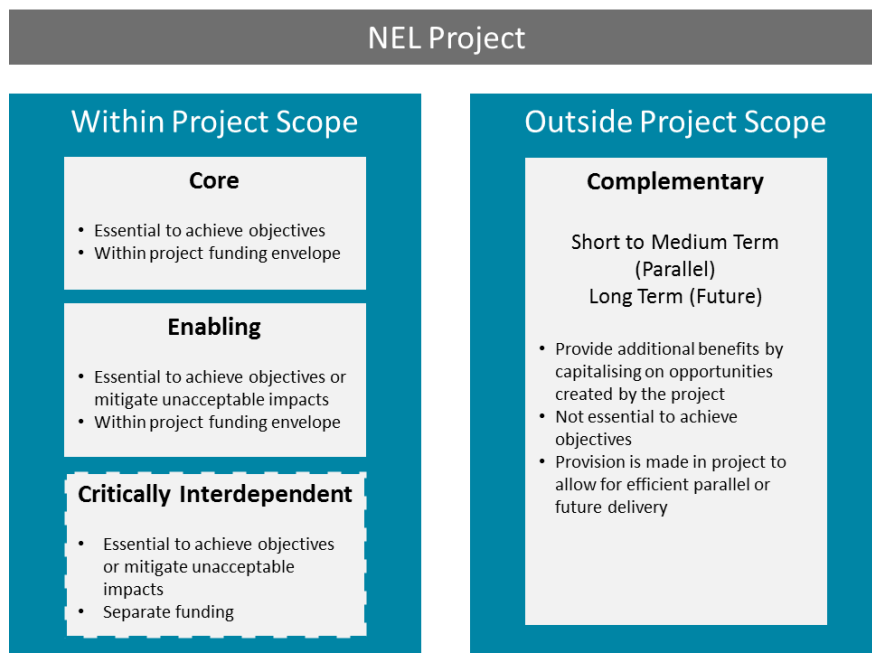 NEL Project
Within Project Scope
Core
• Essential to achieve objectives
• Within project funding envelope
Enabling
• Essential to achieve objectives or
mitigate unacceptable impacts
• Within project funding envelope
Critically Interdependent
• Essential to achieve objectives
or mitigate unacceptable
impacts
• Separate funding
Outside Project Scope
Complementary
Short to Medium Term
(Parallel)
Long Term (Future)
• Provide additional benefits by
capitalising on opportunities
created by the project
• Not essential to achieve
objectives
• Provision is made in project to
allow for efficient parallel or
future delivery